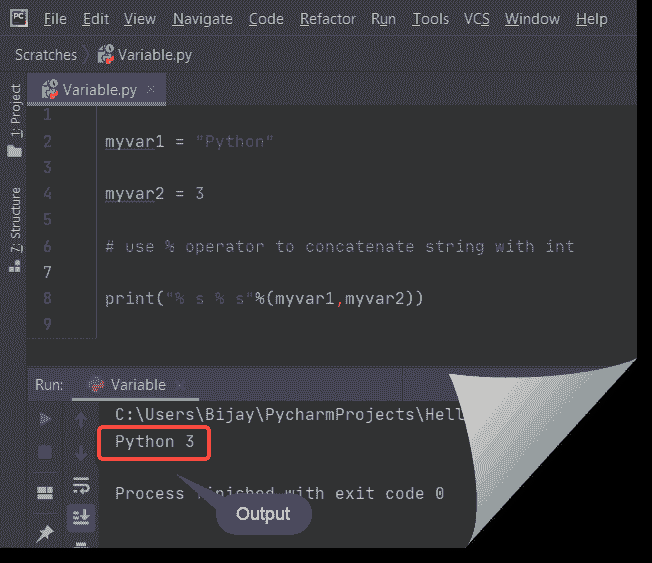 PC File Edit View Navigate Code Refactor Run Tools VCS Window Help
Scratches Variable.py
Variable.py
1: Project
7: Structure
1
2 myvar1 = "Python"
3
4 myvar2 = 3
5
6 # use % operator to concatenate string with int
7
8 print("% s % s"%(myvar1,myvar2))
9
Run: Variable
C:\Users\Bijay\PycharmProjects\Hell
Python 3
Process finished with exit code 0
Output